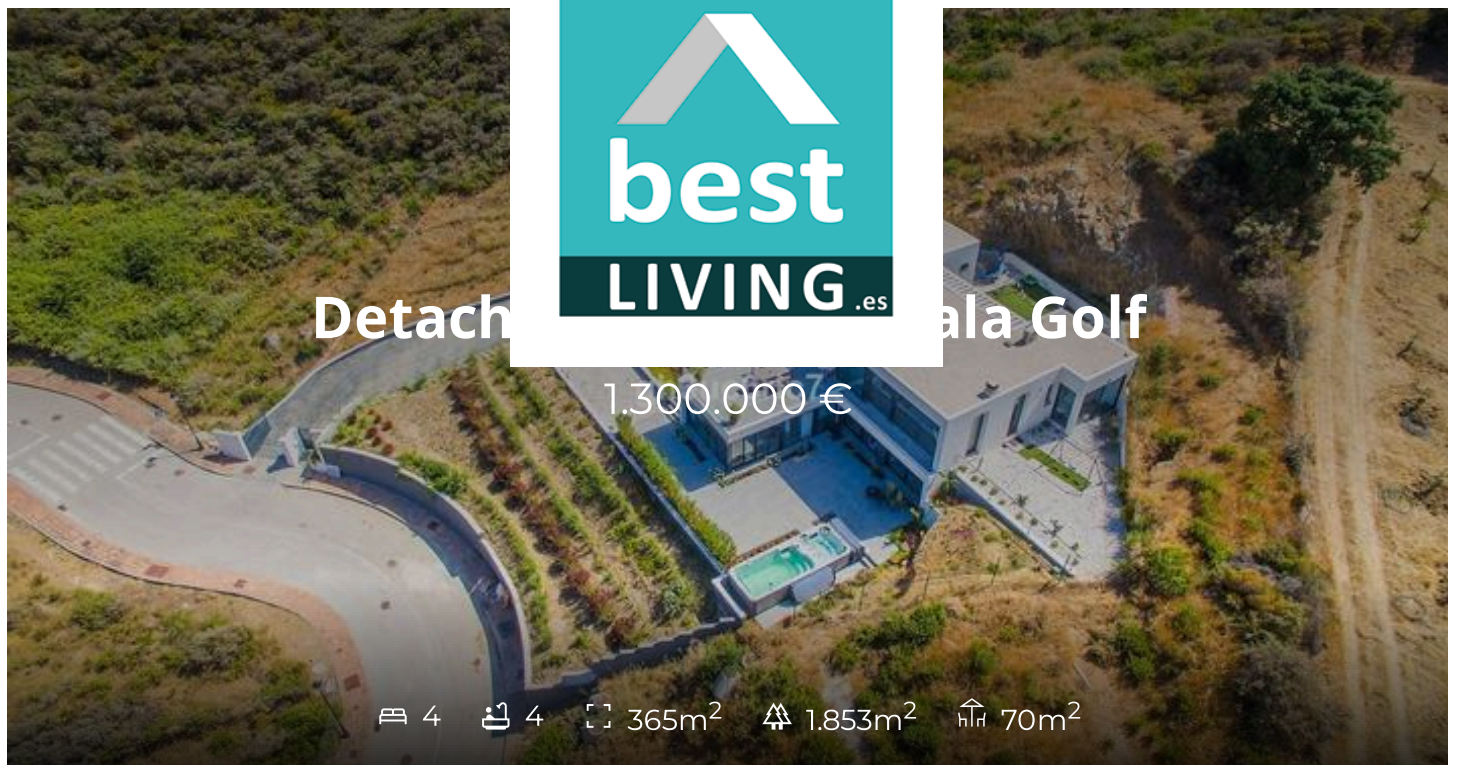 best
LIVING.es
Detach ala Golf
1.300.000 €
4 4 365m² 1.853m² 70m²